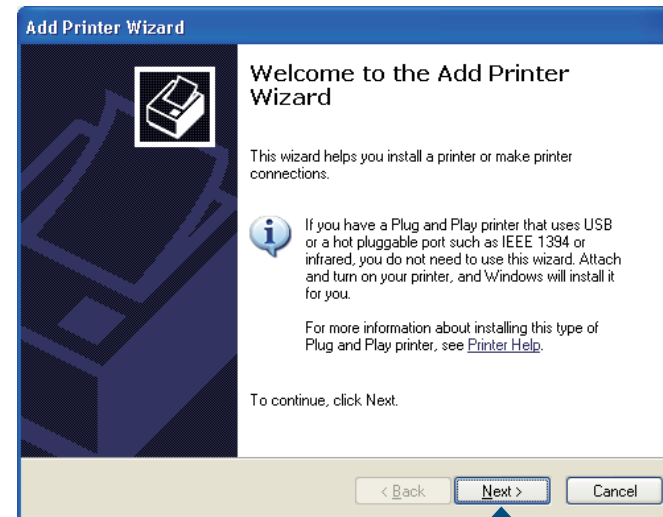 Add Printer Wizard
Welcome to the Add Printer
Wizard
This wizard helps you install a printer or make printer
connections.
If you have a Plug and Play printer that uses USB
or a hot pluggable port such as IEEE 1394 or
infrared, you do not need to use this wizard. Attach
and turn on your printer, and Windows will install it
for you.
For more information about installing this type of
Plug and Play printer, see Printer Help.
To continue, click Next.
< Back Next > Cancel